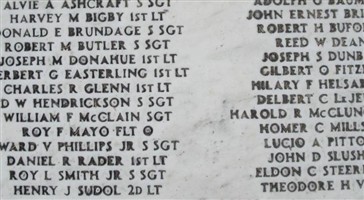 ALVIE A ASHCRAFT S SGT
HARVEY M BIGBY 1ST LT
DONALD E BRUNDAGE S SGT
ROBERT M BUTLER S SGT
JOSEPH M DONAHUE 1ST LT
HERBERT G EASTERLING 1ST LT
CHARLES R GLENN 1ST LT
D W HENDRICKSON S SGT
WILLIAM F McCLAIN SGT
ROY F MAYO FLT O
WARD V PHILLIPS JR S SGT
DANIEL R RADER 1ST LT
ROY L SMITH JR S SGT
HENRY J SUDOL 2D LT
ADOLPH G
JOHN ERNEST
ROBERT H
REED W
JOSEPH S
GILBERT O
HILARY F
DELBERT C
HAROLD R
HOMER C
LUCIO A
JOHN D
ELDON C
THEODORE H